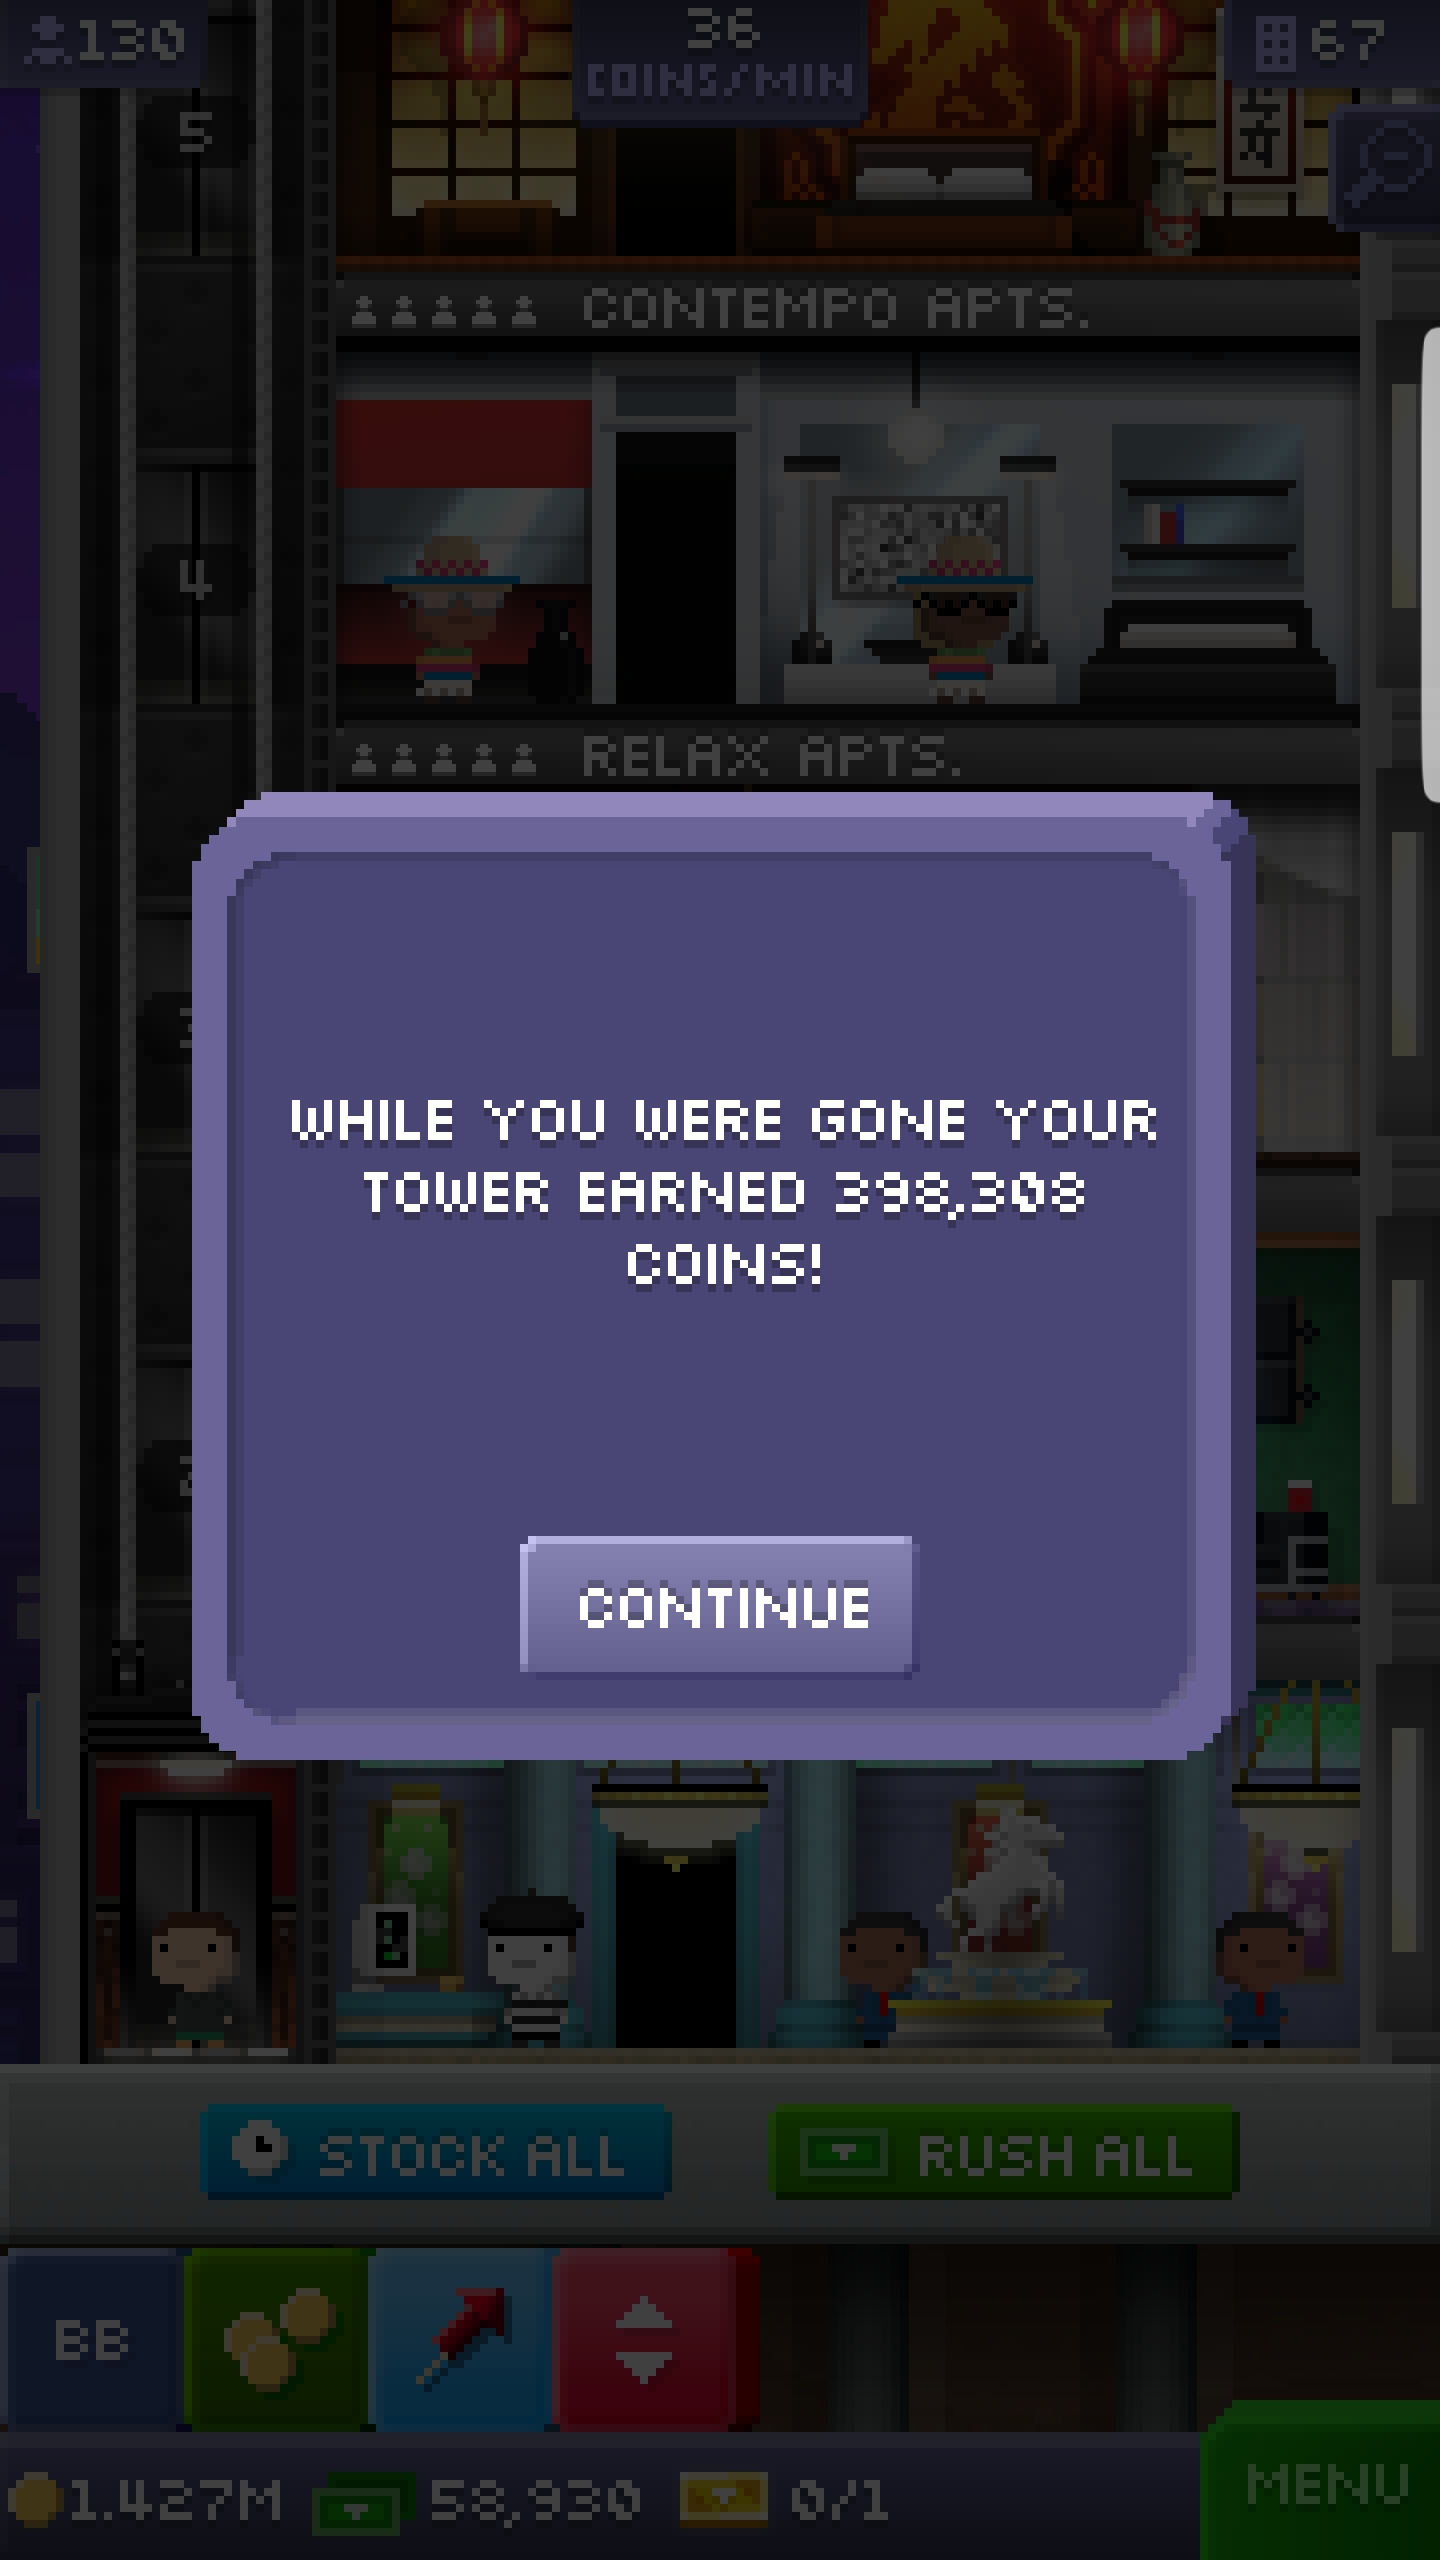 130
36
COINS/MIN
67
5
CONTEMPO APTS.
4
RELAX APTS.
WHILE YOU WERE GONE YOUR
TOWER EARNED 398,308
COINS!
CONTINUE
STOCK ALL
RUSH ALL
BB
1.427M
58,930
0/1
MENU